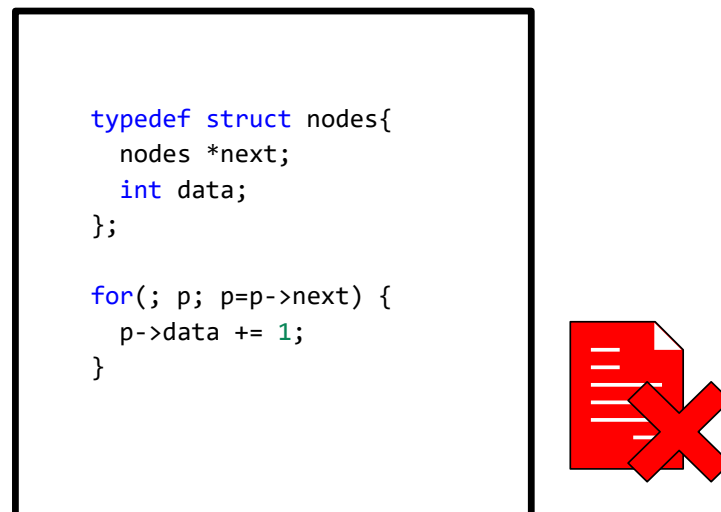 typedef struct nodes{
  nodes *next;
  int data;
};
for(; p; p=p->next) {
  p->data += 1;
}